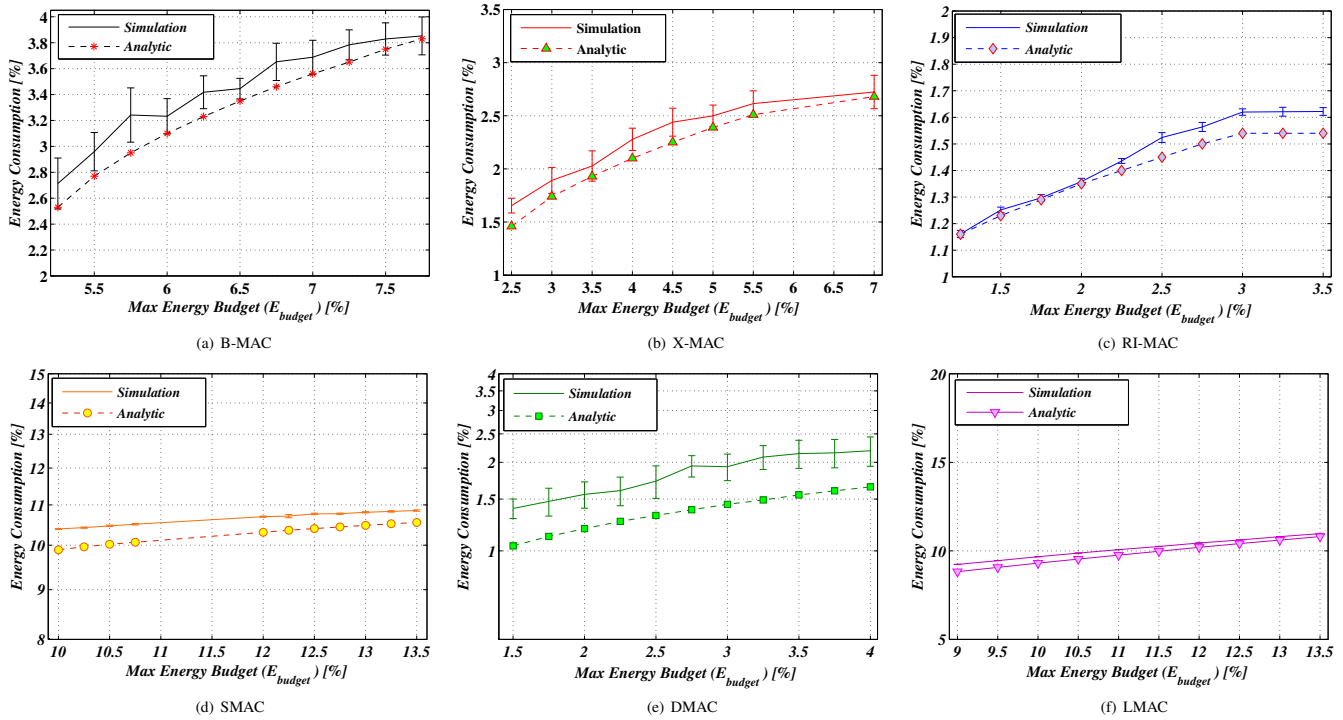 4
3.8
3.6
3.4
3.2
3
2.8
2.6
2.4
2.2
2
Energy Consumption [%]
Simulation
Analytic
5.5 6 6.5 7 7.5
Max Energy Budget (E_budget) [%]
(a) B-MAC
3.5
3
2.5
2
1.5
1
Energy Consumption [%]
Simulation
Analytic
2.5 3 3.5 4 4.5 5 5.5 6 6.5 7
Max Energy Budget (E_budget) [%]
(b) X-MAC
2
1.9
1.8
1.7
1.6
1.5
1.4
1.3
1.2
1.1
1
Energy Consumption [%]
Simulation
Analytic
1.5 2 2.5 3 3.5
Max Energy Budget (E_budget) [%]
(c) RI-MAC
15
14
13
12
11
10
9
8
Energy Consumption [%]
Simulation
Analytic
10 10.5 11 11.5 12 12.5 13 13.5
Max Energy Budget (E_budget) [%]
(d) SMAC
4
3.5
3
2.5
2
1.5
1
Energy Consumption [%]
Simulation
Analytic
1.5 2 2.5 3 3.5 4
Max Energy Budget (E_budget) [%]
(e) DMAC
20
15
10
5
Energy Consumption [%]
Simulation
Analytic
9 9.5 10 10.5 11 11.5 12 12.5 13 13.5
Max Energy Budget (E_budget) [%]
(f) LMAC